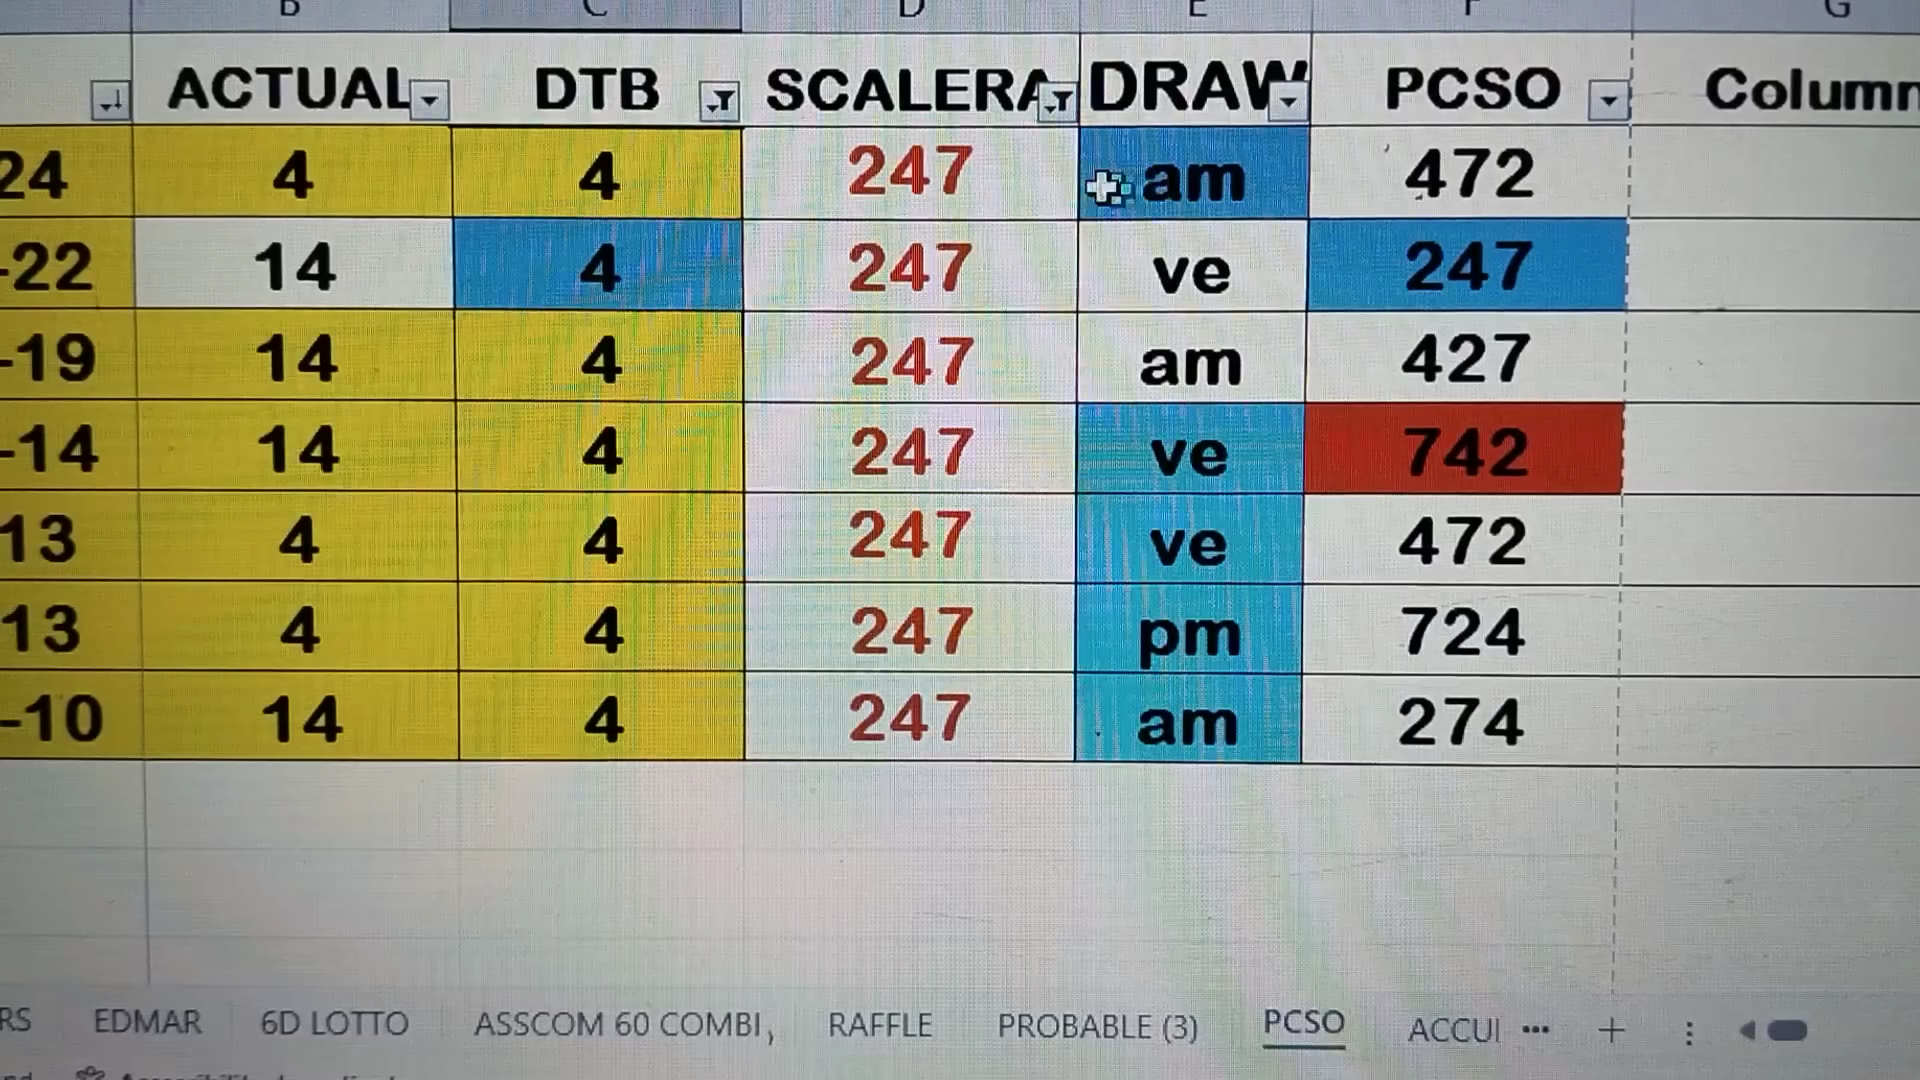 B C D E F G
ACTUAL DTB SCALERA DRAW PCSO Column
24 4 4 247 am 472
-22 14 4 247 ve 247
-19 14 4 247 am 427
-14 14 4 247 ve 742
13 4 4 247 ve 472
13 4 4 247 pm 724
-10 14 4 247 am 274
RS EDMAR 6D LOTTO ASSCOM 60 COMBI, RAFFLE PROBABLE (3) PCSO ACCUI ... +